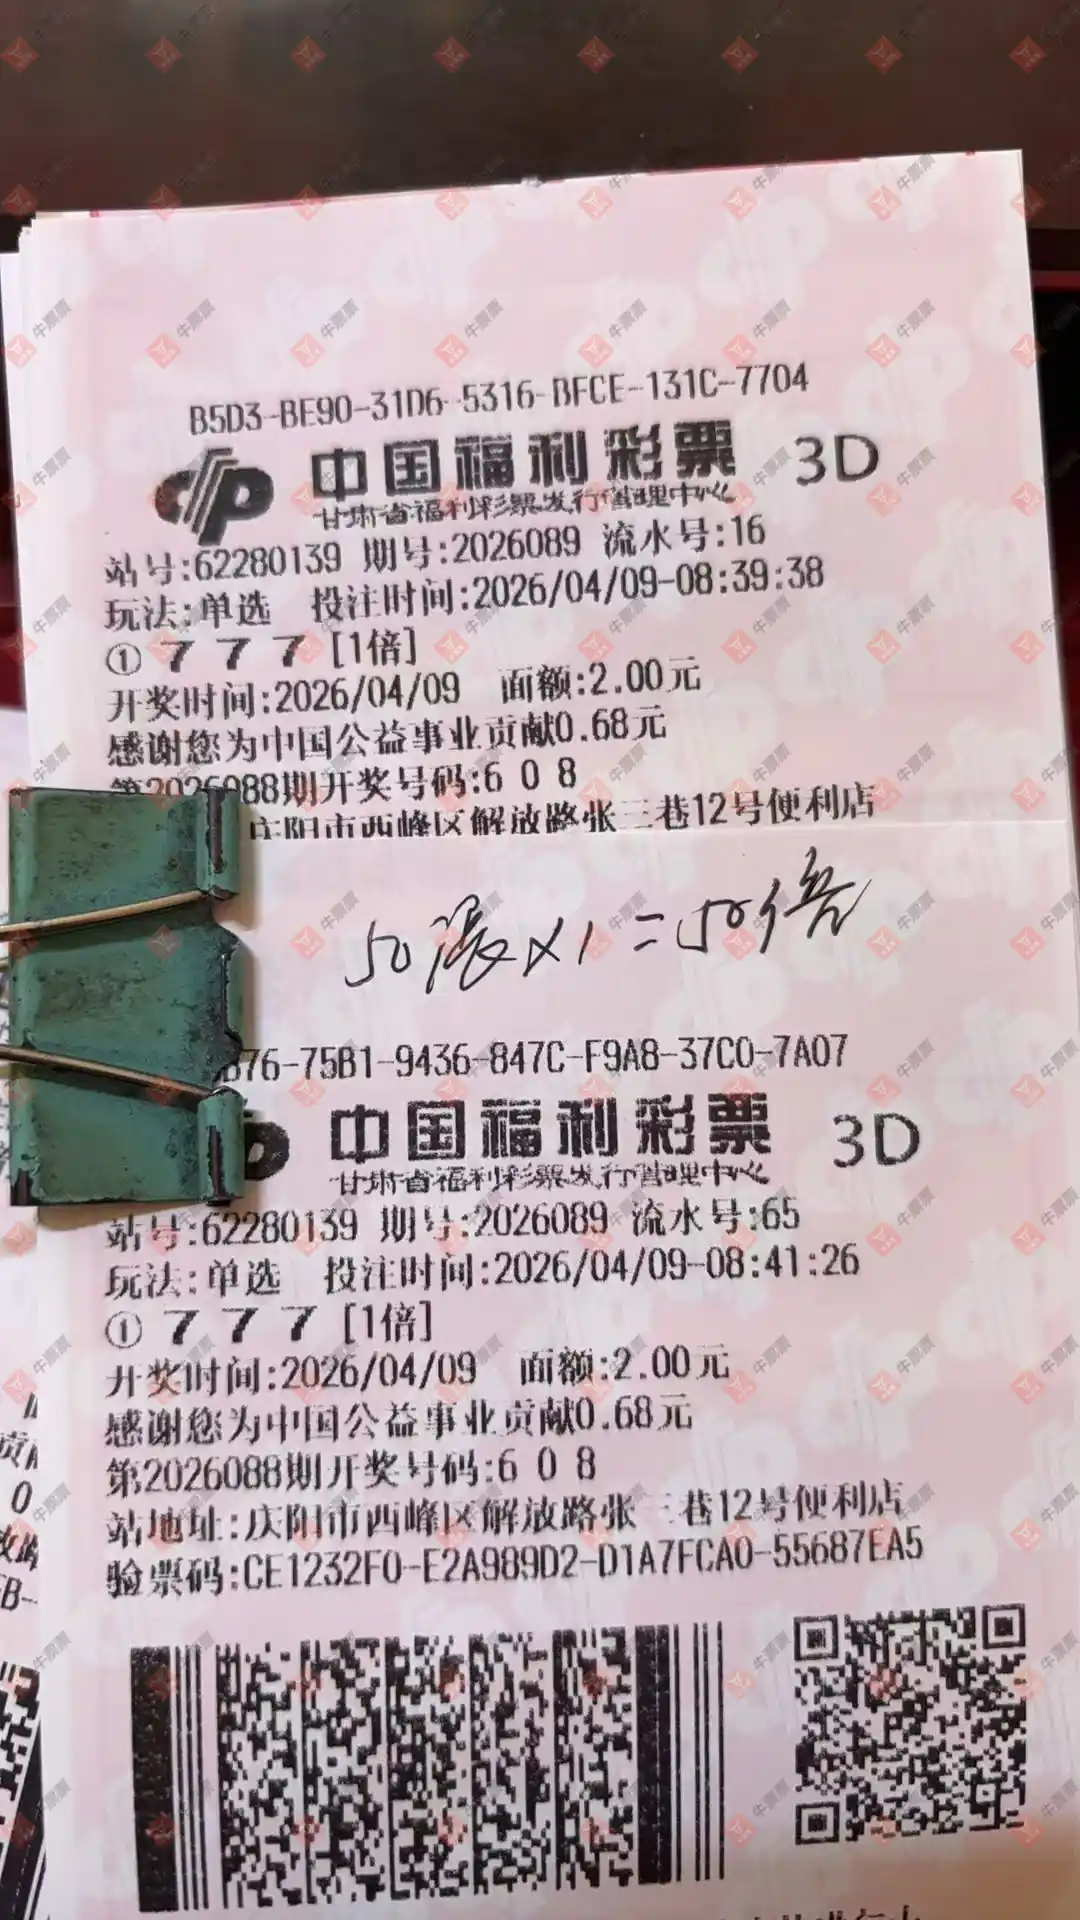 B5D3-BE90-31D6-5316-BFCE-131C-7704
中国福利彩票 3D
甘肃省福利彩票发行管理中心
站号:62280139 期号:2026089 流水号:16
玩法:单选 投注时间:2026/04/09-08:39:38
① 7 7 7 [1倍]
开奖时间:2026/04/09 面额:2.00元
感谢您为中国公益事业贡献0.68元
第2026088期开奖号码:6 0 8
庆阳市西峰区解放路张三巷12号便利店
50張×1=50倍
B76-75B1-9436-847C-F9A8-37C0-7A07
中国福利彩票 3D
甘肃省福利彩票发行管理中心
站号:62280139 期号:2026089 流水号:65
玩法:单选 投注时间:2026/04/09-08:41:26
① 7 7 7 [1倍]
开奖时间:2026/04/09 面额:2.00元
感谢您为中国公益事业贡献0.68元
第2026088期开奖号码:6 0 8
站地址:庆阳市西峰区解放路张三巷12号便利店
验票码:CE1232F0-E2A989D2-D1A7FCA0-55687EA5
牛票票